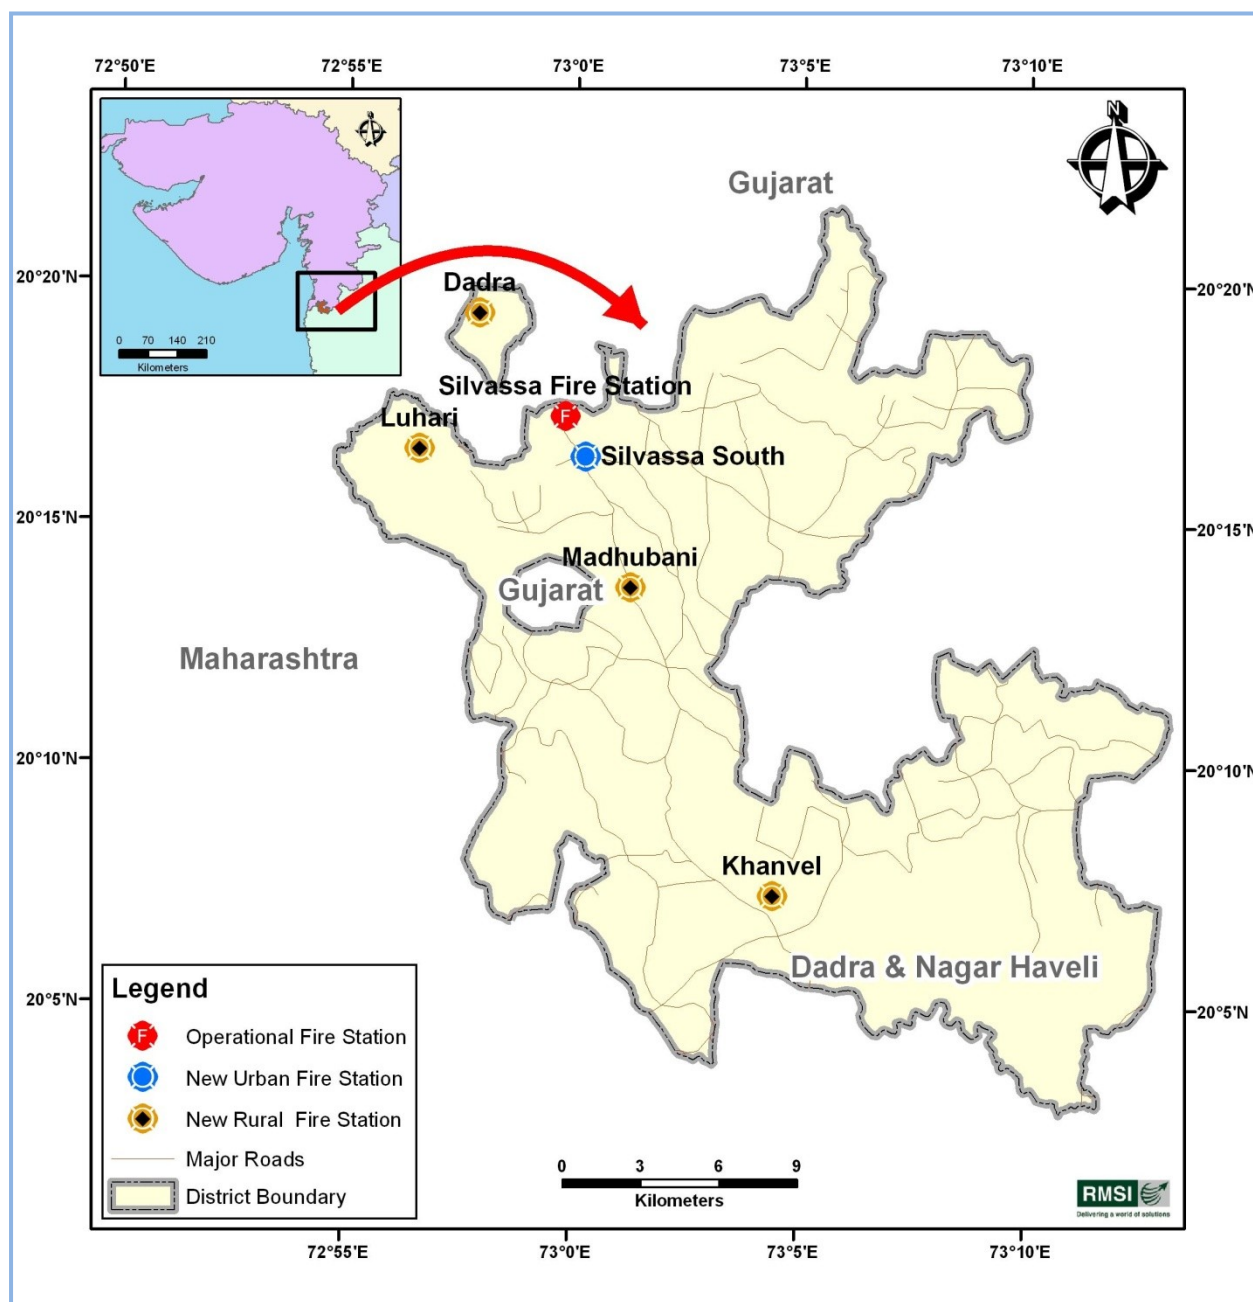 72°50'E 72°55'E 73°0'E 73°5'E 73°10'E
N
Gujarat
20°20'N 20°20'N
Dadra
0 70 140 210
Kilometers
Silvassa Fire Station
F
Luhari
Silvassa South
20°15'N 20°15'N
Madhubani
Gujarat
Maharashtra
20°10'N 20°10'N
Khanvel
Dadra & Nagar Haveli
20°5'N 20°5'N
Legend
F Operational Fire Station
New Urban Fire Station
New Rural Fire Station
Major Roads
District Boundary
0 3 6 9
Kilometers
RMSI
Delivering a world of solutions
72°55'E 73°0'E 73°5'E 73°10'E